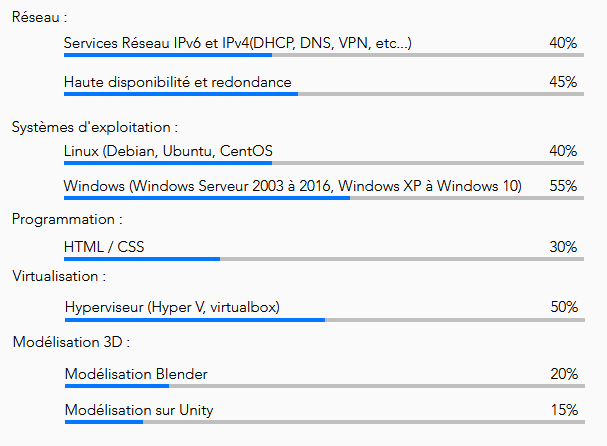 Réseau :
Services Réseau IPv6 et IPv4(DHCP, DNS, VPN, etc...) 40%
Haute disponibilité et redondance 45%
Systèmes d'exploitation :
Linux (Debian, Ubuntu, CentOS 40%
Windows (Windows Serveur 2003 à 2016, Windows XP à Windows 10) 55%
Programmation :
HTML / CSS 30%
Virtualisation :
Hyperviseur (Hyper V, virtualbox) 50%
Modélisation 3D :
Modélisation Blender 20%
Modélisation sur Unity 15%